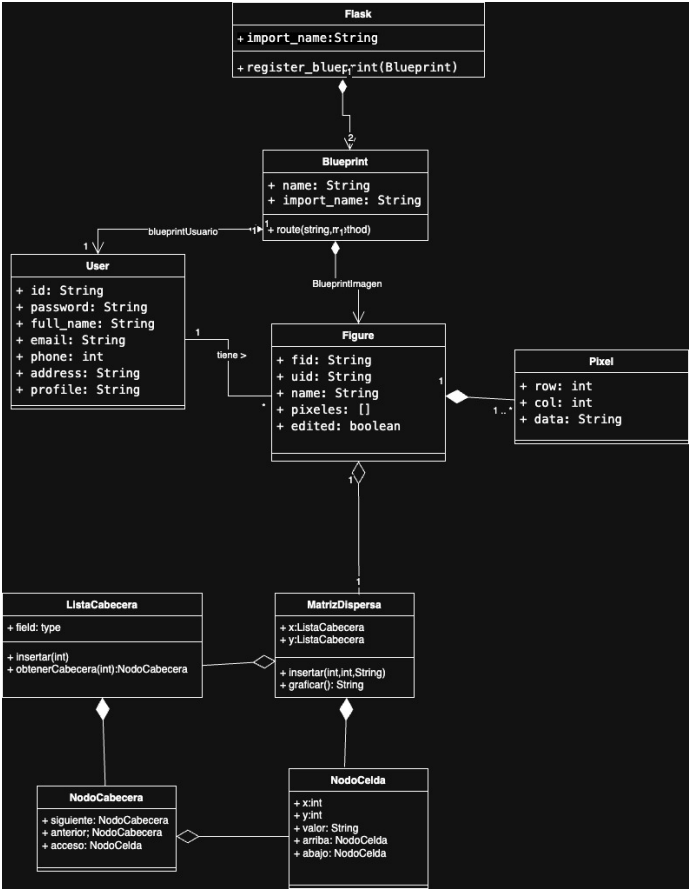 Flask
+ import_name:String
+ register_blueprint(Blueprint)
1
2
Blueprint
+ name: String
+ import_name: String
+ route(string,method)
1
1
1
blueprintUsuario
1
User
+ id: String
+ password: String
+ full_name: String
+ email: String
+ phone: int
+ address: String
+ profile: String
BlueprintImagen
1
tiene >
*
Figure
+ fid: String
+ uid: String
+ name: String
+ pixeles: []
+ edited: boolean
1
1 .. *
Pixel
+ row: int
+ col: int
+ data: String
1
1
ListaCabecera
+ field: type
+ insertar(int)
+ obtenerCabecera(int):NodoCabecera
MatrizDispersa
+ x:ListaCabecera
+ y:ListaCabecera
+ insertar(int,int,String)
+ graficar(): String
NodoCabecera
+ siguiente: NodoCabecera
+ anterior; NodoCabecera
+ acceso: NodoCelda
NodoCelda
+ x:int
+ y:int
+ valor: String
+ arriba: NodoCelda
+ abajo: NodoCelda